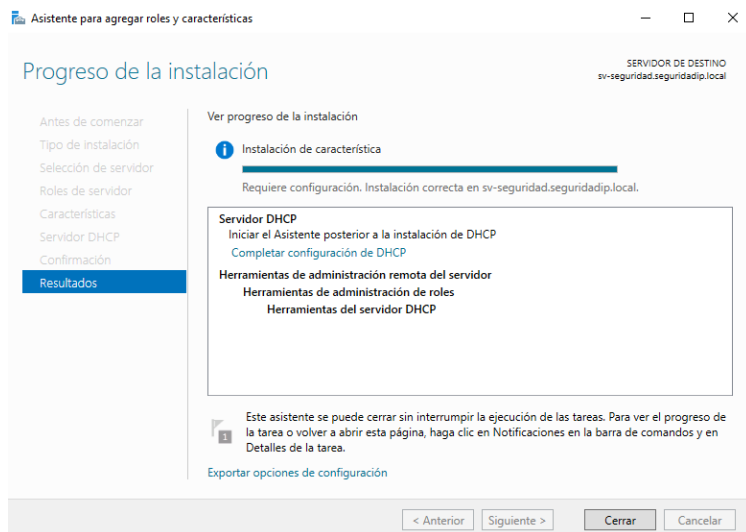 Asistente para agregar roles y características
Progreso de la instalación
SERVIDOR DE DESTINO
sv-seguridad.seguridadip.local
Antes de comenzar
Tipo de instalación
Selección de servidor
Roles de servidor
Características
Servidor DHCP
Confirmación
Resultados
Ver progreso de la instalación
Instalación de característica
Requiere configuración. Instalación correcta en sv-seguridad.seguridadip.local.
Servidor DHCP
Iniciar el Asistente posterior a la instalación de DHCP
Completar configuración de DHCP
Herramientas de administración remota del servidor
Herramientas de administración de roles
Herramientas del servidor DHCP
1
Este asistente se puede cerrar sin interrumpir la ejecución de las tareas. Para ver el progreso de
la tarea o volver a abrir esta página, haga clic en Notificaciones en la barra de comandos y en
Detalles de la tarea.
Exportar opciones de configuración
< Anterior
Siguiente >
Cerrar
Cancelar